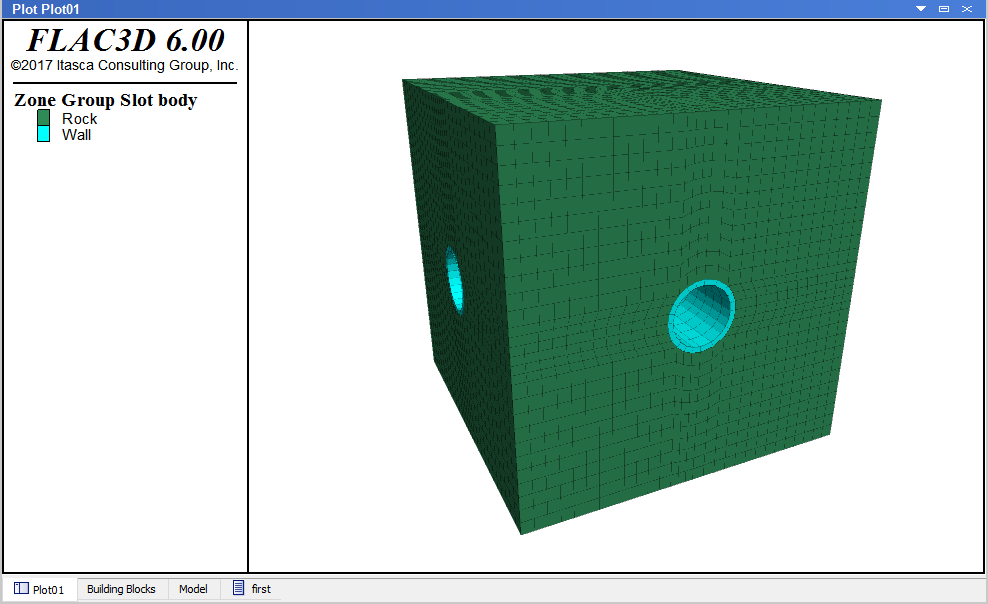 Plot Plot01
FLAC3D 6.00
©2017 Itasca Consulting Group, Inc.
Zone Group Slot body
Rock
Wall
Plot01 Building Blocks Model first